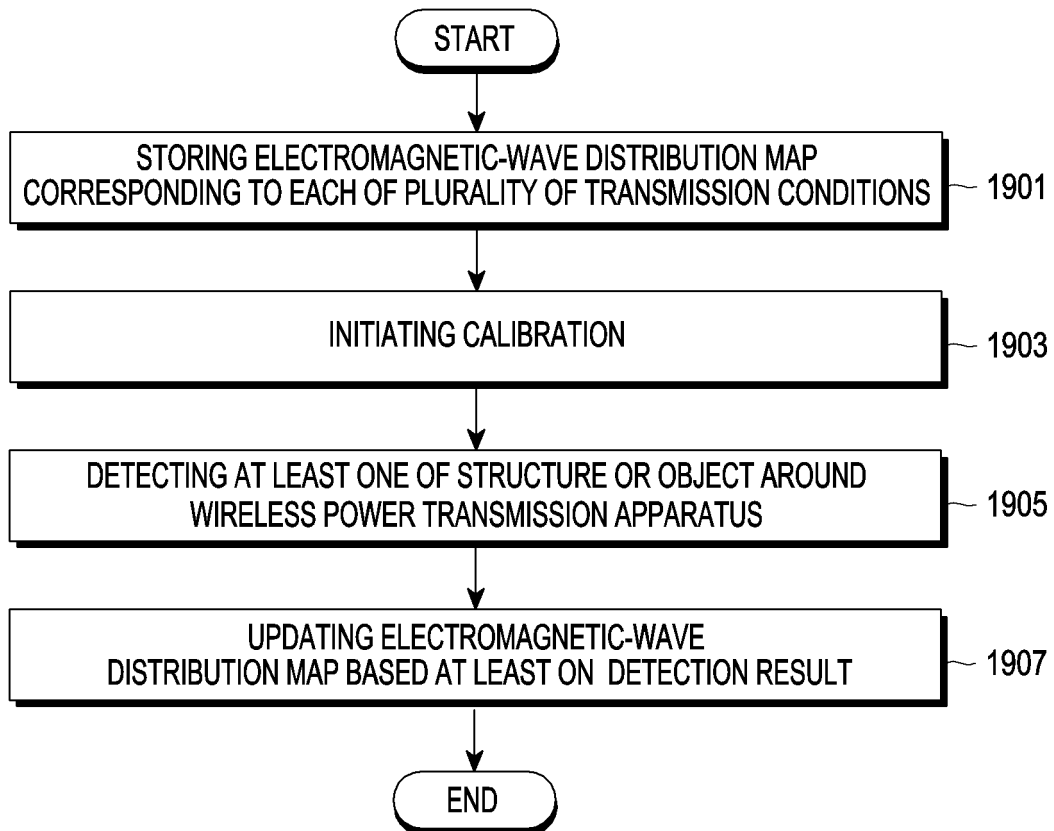 START
STORING ELECTROMAGNETIC-WAVE DISTRIBUTION MAP
CORRESPONDING TO EACH OF PLURALITY OF TRANSMISSION CONDITIONS
1901
INITIATING CALIBRATION
1903
DETECTING AT LEAST ONE OF STRUCTURE OR OBJECT AROUND
WIRELESS POWER TRANSMISSION APPARATUS
1905
UPDATING ELECTROMAGNETIC-WAVE
DISTRIBUTION MAP BASED AT LEAST ON DETECTION RESULT
1907
END